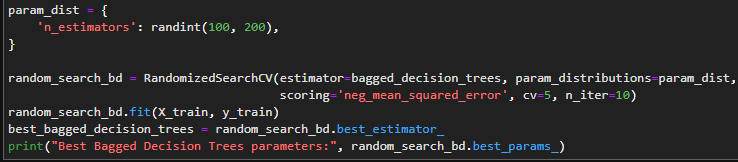 param_dist = {
    'n_estimators': randint(100, 200),
}
random_search_bd = RandomizedSearchCV(estimator=bagged_decision_trees, param_distributions=param_dist,
                                      scoring='neg_mean_squared_error', cv=5, n_iter=10)
random_search_bd.fit(X_train, y_train)
best_bagged_decision_trees = random_search_bd.best_estimator_
print("Best Bagged Decision Trees parameters:", random_search_bd.best_params_)